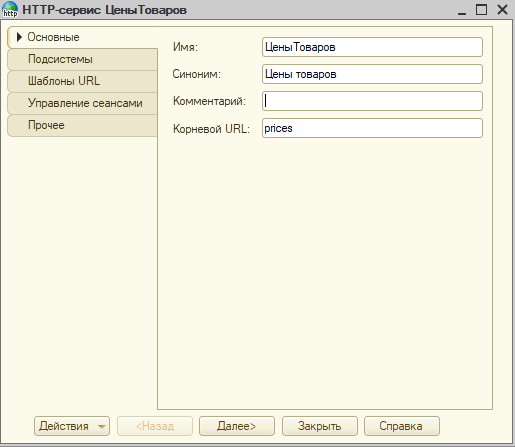 HTTP-сервис ЦеныТоваров
Основные
Подсистемы
Шаблоны URL
Управление сеансами
Прочее
Имя: ЦеныТоваров
Синоним: Цены товаров
Комментарий:
Корневой URL: prices
Действия <Назад Далее> Закрыть Справка